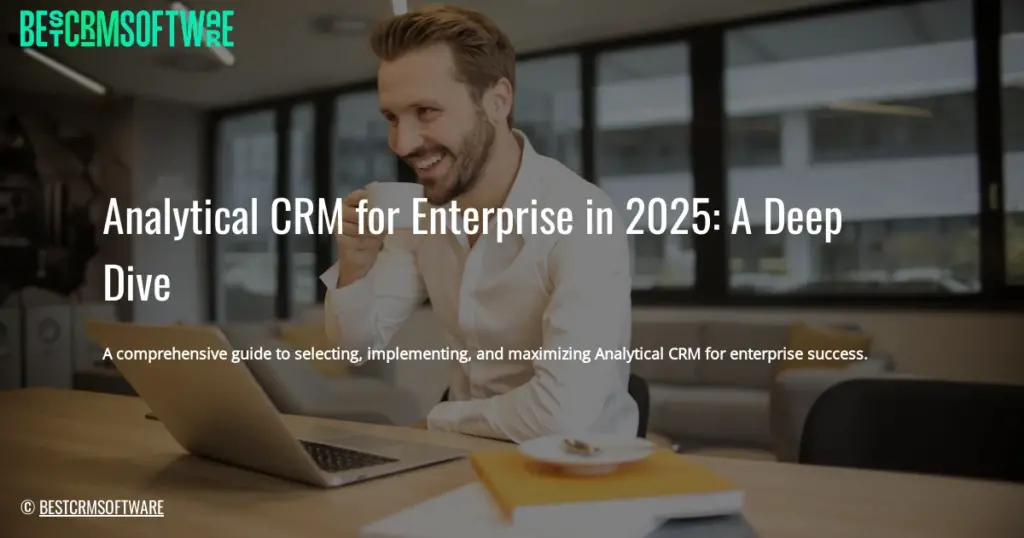 BESTCRMSOFTWARE
Analytical CRM for Enterprise in 2025: A Deep
Dive
A comprehensive guide to selecting, implementing, and maximizing Analytical CRM for enterprise success.
© BESTCRMSOFTWARE